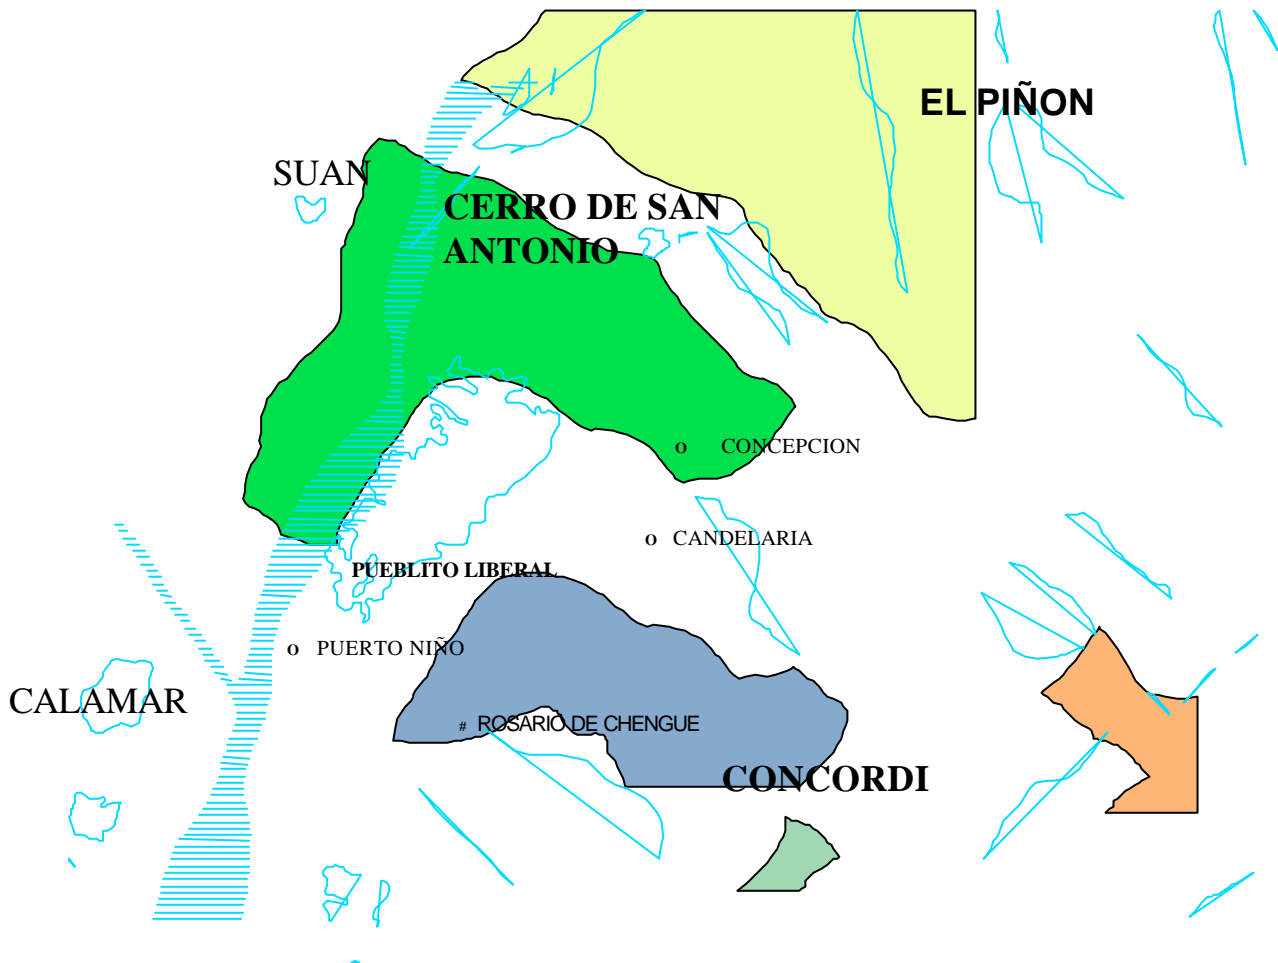 EL PIÑON
SUAN
CERRO DE SAN
ANTONIO
o CONCEPCION
o CANDELARIA
PUEBLITO LIBERAL
o PUERTO NIÑO
CALAMAR
# ROSARIO DE CHENGUE
CONCORDI